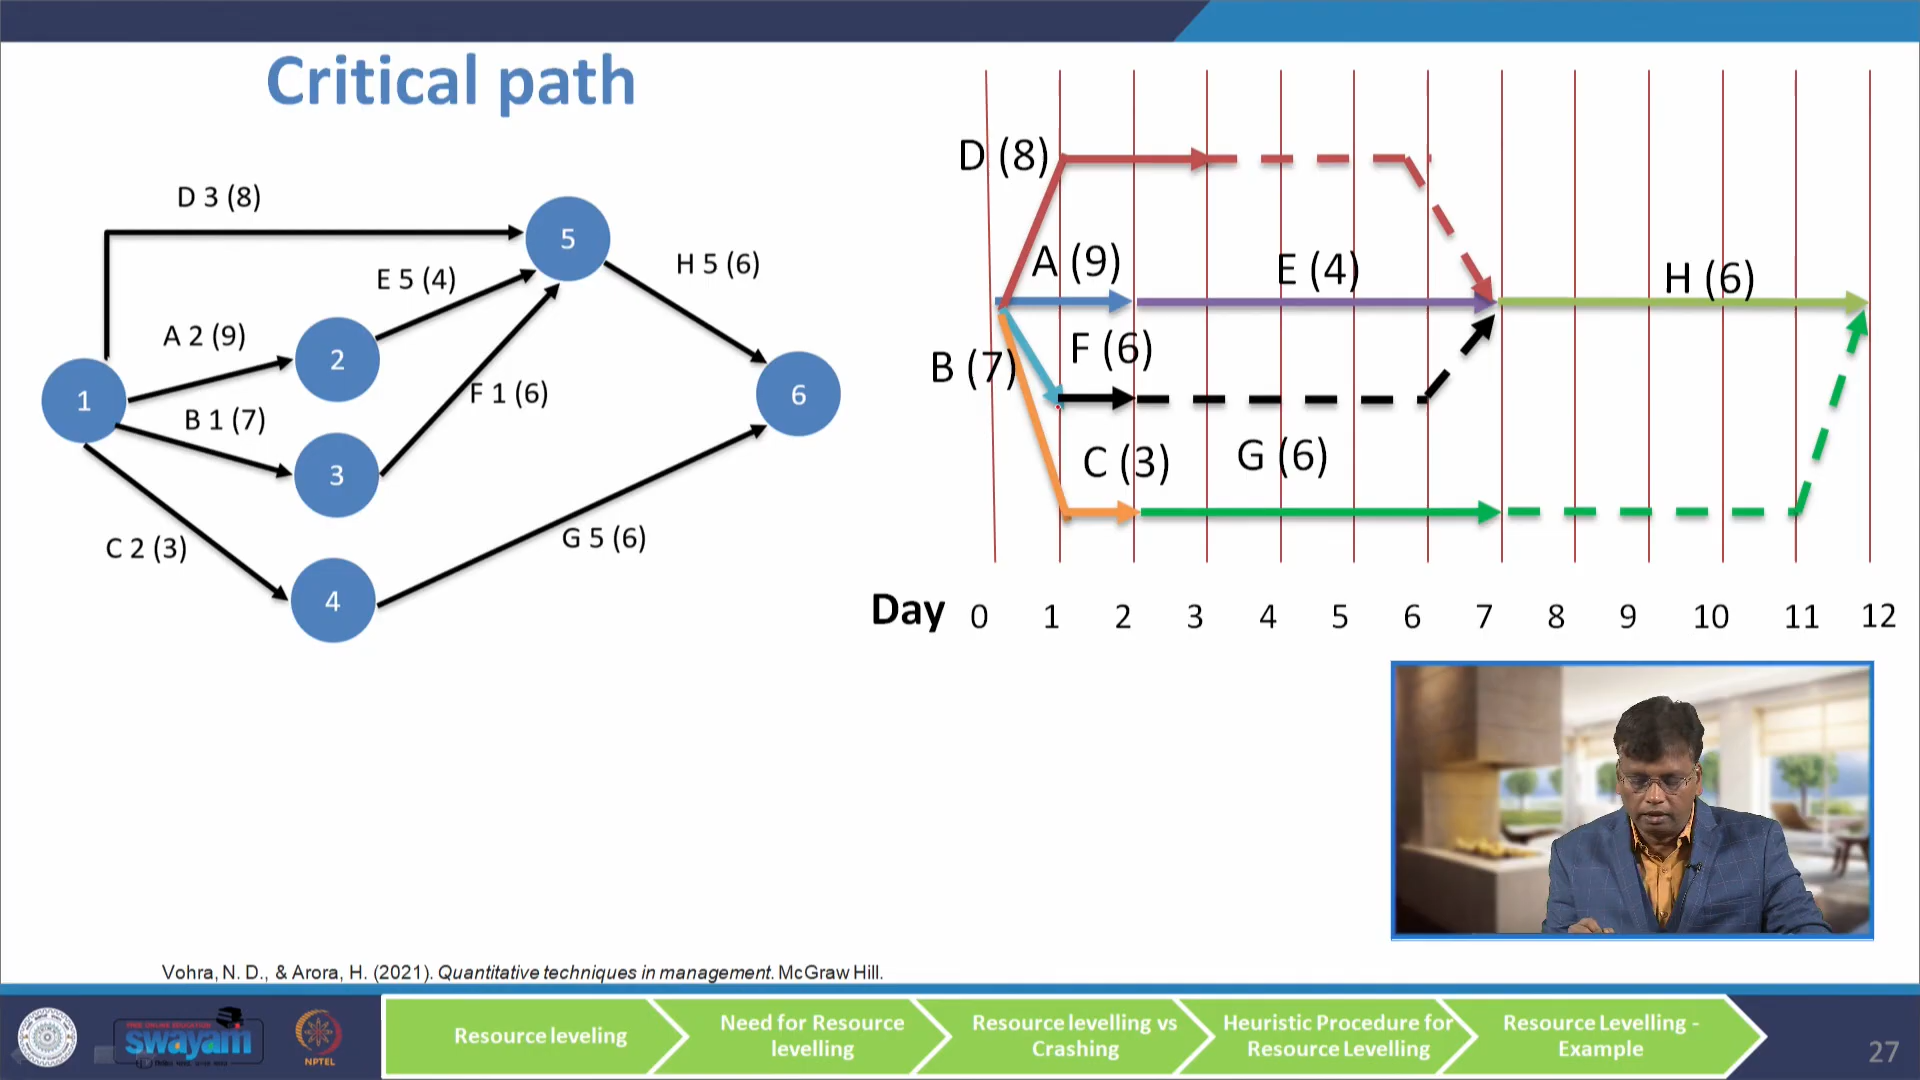 Critical path
D 3 (8)
5
E 5 (4)
H 5 (6)
A 2 (9)
2
1
B 1 (7)
F 1 (6)
6
3
C 2 (3)
G 5 (6)
4
D (8)
A (9)
E (4)
H (6)
F (6)
B (7)
C (3)
G (6)
Day 0 1 2 3 4 5 6 7 8 9 10 11 12
Vohra, N. D., & Arora, H. (2021). Quantitative techniques in management. McGraw Hill.
FREE ONLINE EDUCATION
swayam
NPTEL
Resource leveling
Need for Resource
levelling
Resource levelling vs
Crashing
Heuristic Procedure for
Resource Levelling
Resource Levelling -
Example
27